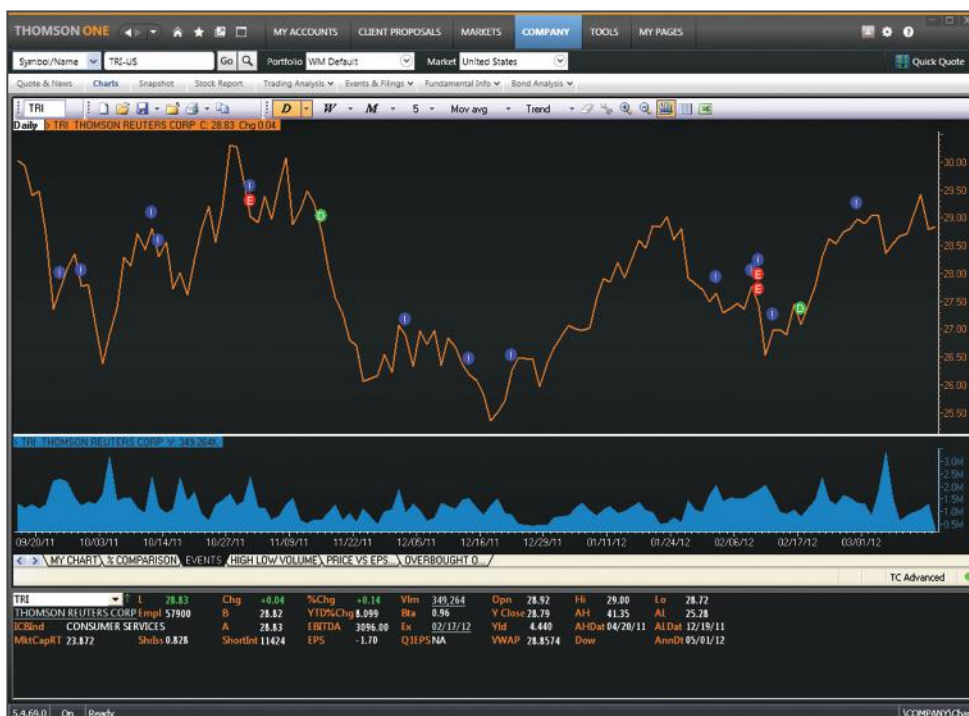 THOMSON ONE MY ACCOUNTS CLIENT PROPOSALS MARKETS COMPANY TOOLS MY PAGES
Symbol/Name TRI-US Go Portfolio WM Default Market United States Quick Quote
Quote & News Charts Snapshot Stock Report Trading Analysis Events & Filings Fundamental Info Bond Analysis
TRI D W M 5 Mov avg Trend
Daily TRI THOMSON REUTERS CORP C: 28.83 Chg 0.04
30.00
29.50
29.00
28.50
28.00
27.50
27.00
26.50
26.00
25.50
TRI THOMSON REUTERS CORP V: 349.264K
3.0M
2.5M
2.0M
1.5M
1.0M
0.5M
09/20/11 10/03/11 10/14/11 10/27/11 11/09/11 11/22/11 12/05/11 12/16/11 12/29/11 01/11/12 01/24/12 02/06/12 02/17/12 03/01/12
MY CHART % COMPARISON EVENTS HIGH LOW VOLUME PRICE VS EPS... OVERBOUGHT O...
TC Advanced
TRI L 28.83 Chg +0.04 %Chg +0.14 Vlm 349,264 Opn 28.92 Hi 29.00 Lo 28.72
THOMSON REUTERS CORP Empl 57900 B 28.82 YTD%Chg 8.099 Bta 0.96 Y Close 28.79 AH 41.35 AL 25.28
ICBInd CONSUMER SERVICES A 28.83 EBITDA 3096.00 Ex 02/17/12 Yld 4.440 AHDat 04/20/11 ALDat 12/19/11
MktCapRT 23.872 ShrIss 0.828 ShortInt 11424 EPS -1.70 Q1EPS NA VWAP 28.8574 Dow AnnDt 05/01/12
5.4.69.0 On Ready \COMPANY\Char